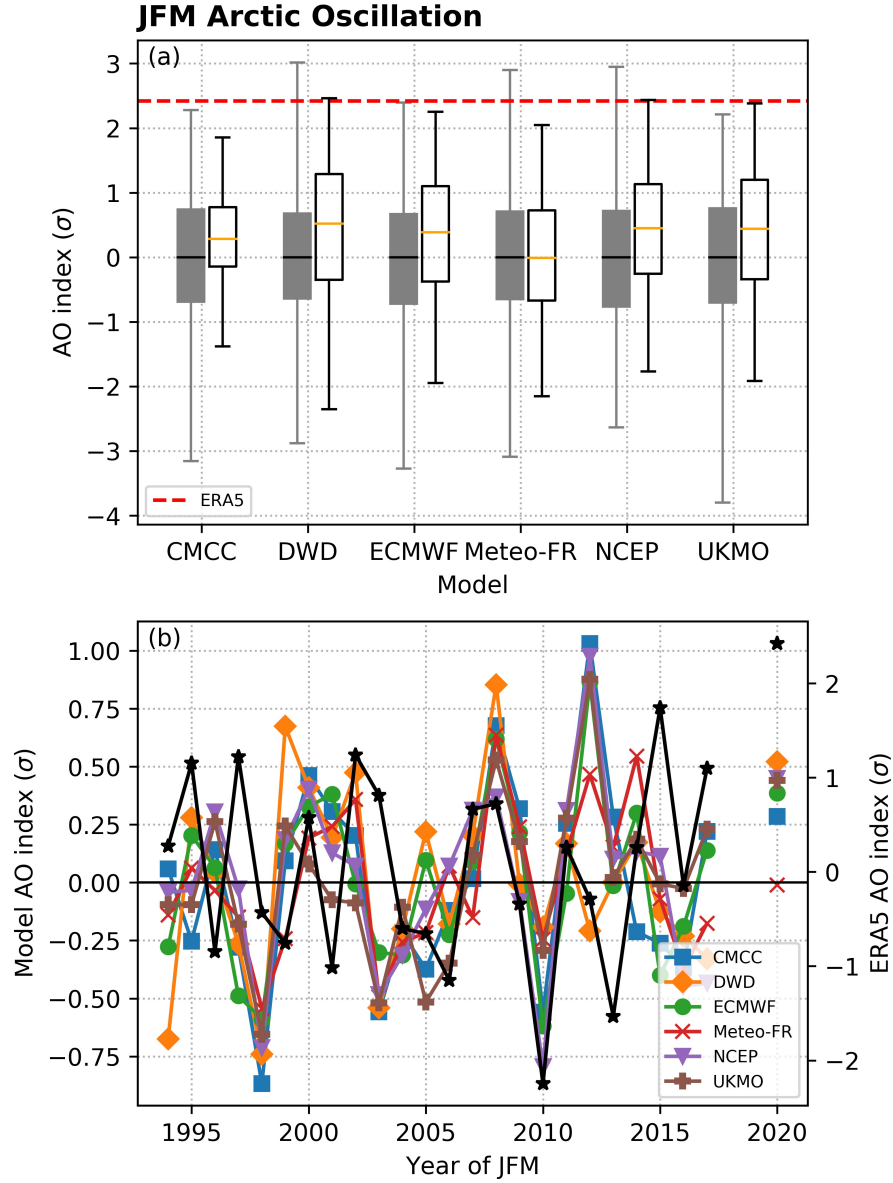 JFM Arctic Oscillation
(a)
3
2
1
0
−1
−2
−3
−4
AO index (σ)
ERA5
CMCC DWD ECMWF Meteo-FR NCEP UKMO
Model
(b)
1.00
0.75
0.50
0.25
0.00
−0.25
−0.50
−0.75
Model AO index (σ)
2
1
0
−1
−2
ERA5 AO index (σ)
CMCC
DWD
ECMWF
Meteo-FR
NCEP
UKMO
1995 2000 2005 2010 2015 2020
Year of JFM